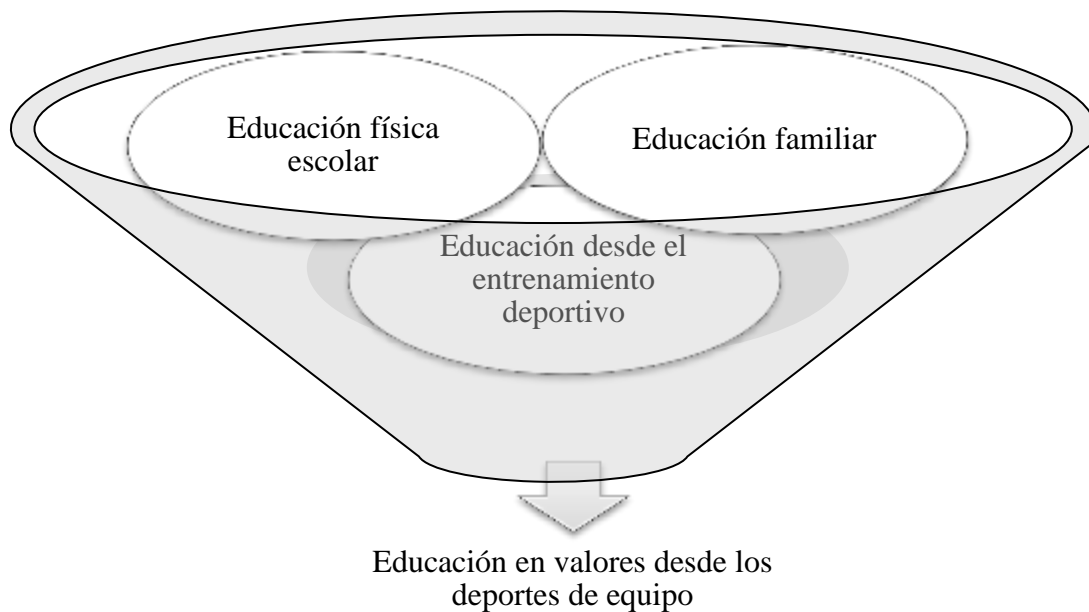 Educación física
escolar
Educación familiar
Educación desde el
entrenamiento
deportivo
Educación en valores desde los
deportes de equipo